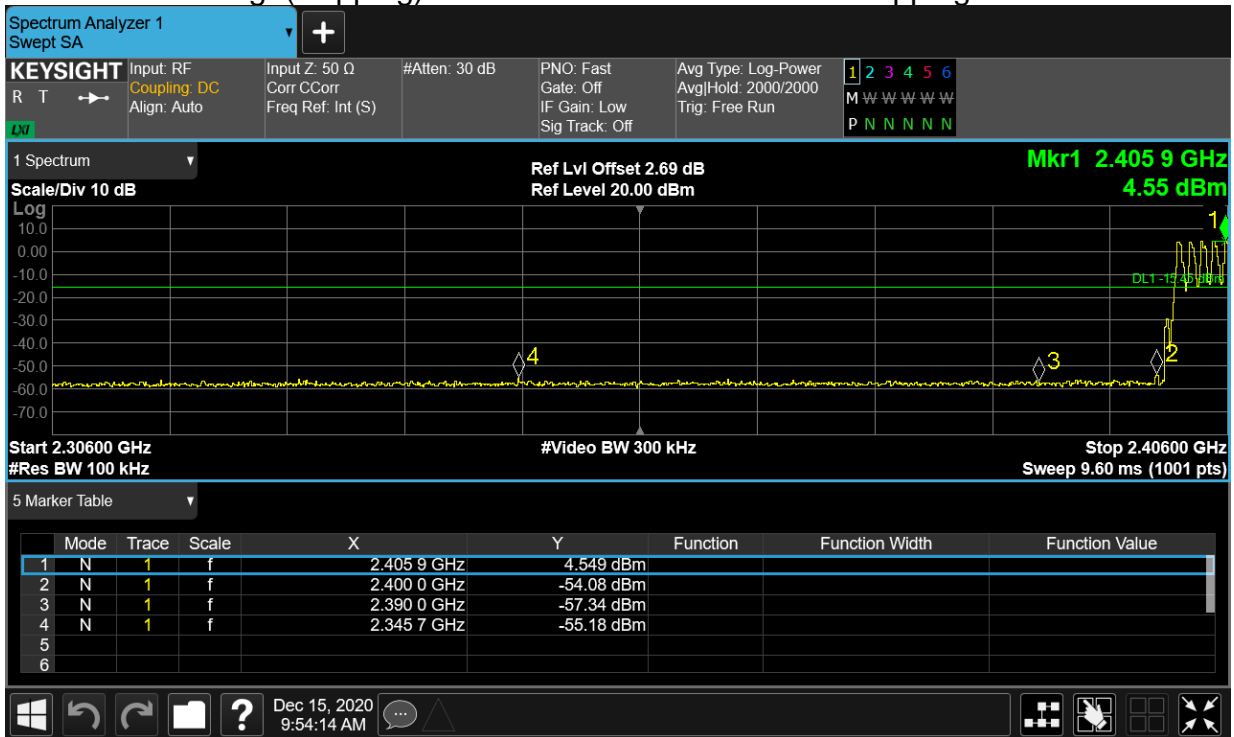 Spectrum Analyzer 1
Swept SA
+
KEYSIGHT
R T
LXI
Input: RF
Coupling: DC
Align: Auto
Input Z: 50 Ω
Corr CCorr
Freq Ref: Int (S)
#Atten: 30 dB
PNO: Fast
Gate: Off
IF Gain: Low
Sig Track: Off
Avg Type: Log-Power
Avg|Hold: 2000/2000
Trig: Free Run
1 2 3 4 5 6
M W W W W W
P N N N N N
1 Spectrum
Scale/Div 10 dB
Ref Lvl Offset 2.69 dB
Ref Level 20.00 dBm
Mkr1 2.405 9 GHz
4.55 dBm
Log
10.0
0.00
-10.0
-20.0
-30.0
-40.0
-50.0
-60.0
-70.0
1
DL1 -15.45 dBm
4
3
2
Start 2.30600 GHz
#Video BW 300 kHz
Stop 2.40600 GHz
#Res BW 100 kHz
Sweep 9.60 ms (1001 pts)
5 Marker Table
Mode Trace Scale X Y Function Function Width Function Value
1 N 1 f 2.405 9 GHz 4.549 dBm
2 N 1 f 2.400 0 GHz -54.08 dBm
3 N 1 f 2.390 0 GHz -57.34 dBm
4 N 1 f 2.345 7 GHz -55.18 dBm
5
6
?
Dec 15, 2020
9:54:14 AM